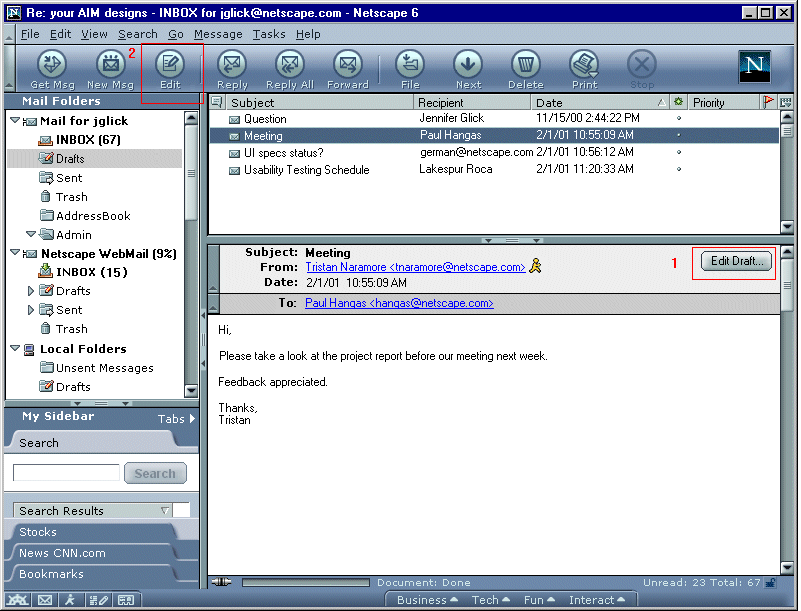 Re: your AIM designs - INBOX for jglick@netscape.com - Netscape 6
File Edit View Search Go Message Tasks Help
2
Get Msg New Msg Edit Reply Reply All Forward File Next Delete Print Stop
N
Mail Folders
Mail for jglick
INBOX (67)
Drafts
Sent
Trash
AddressBook
Admin
Netscape WebMail (9%)
INBOX (15)
Drafts
Sent
Trash
Local Folders
Unsent Messages
Drafts
My Sidebar
Tabs
Search
Search
Search Results
Stocks
News CNN.com
Bookmarks
Subject Recipient Date Priority
Question Jennifer Glick 11/15/00 2:44:22 PM
Meeting Paul Hangas 2/1/01 10:55:09 AM
UI specs status? german@netscape.com 2/1/01 10:56:12 AM
Usability Testing Schedule Lakespur Roca 2/1/01 11:20:33 AM
Subject: Meeting
From: Tristan Naramore <tnaramore@netscape.com>
Date: 2/1/01 10:55:09 AM
1 Edit Draft...
To: Paul Hangas <hangas@netscape.com>
Hi,
Please take a look at the project report before our meeting next week.
Feedback appreciated.
Thanks,
Tristan
Document: Done
Unread: 23 Total: 67
Business Tech Fun Interact